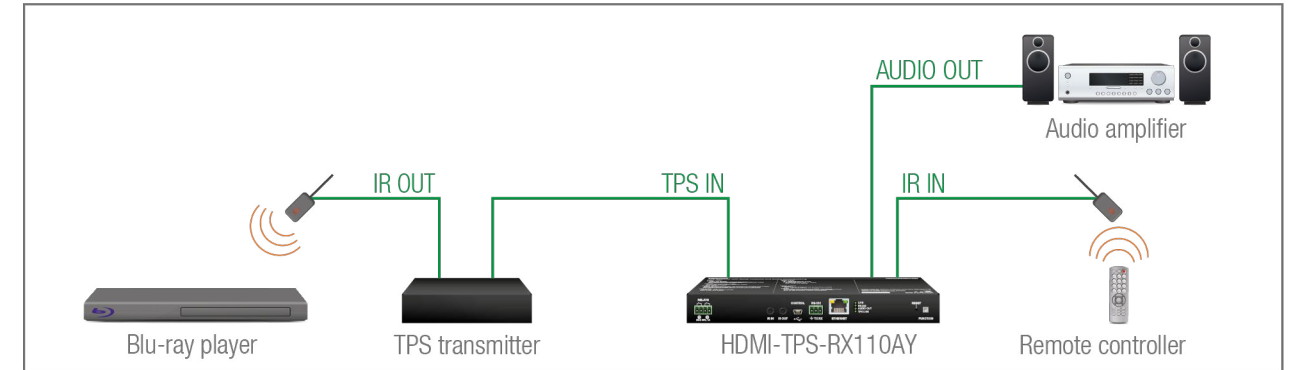 AUDIO OUT
Audio amplifier
IR OUT
TPS IN
IR IN
Blu-ray player
TPS transmitter
HDMI-TPS-RX110AY
Remote controller